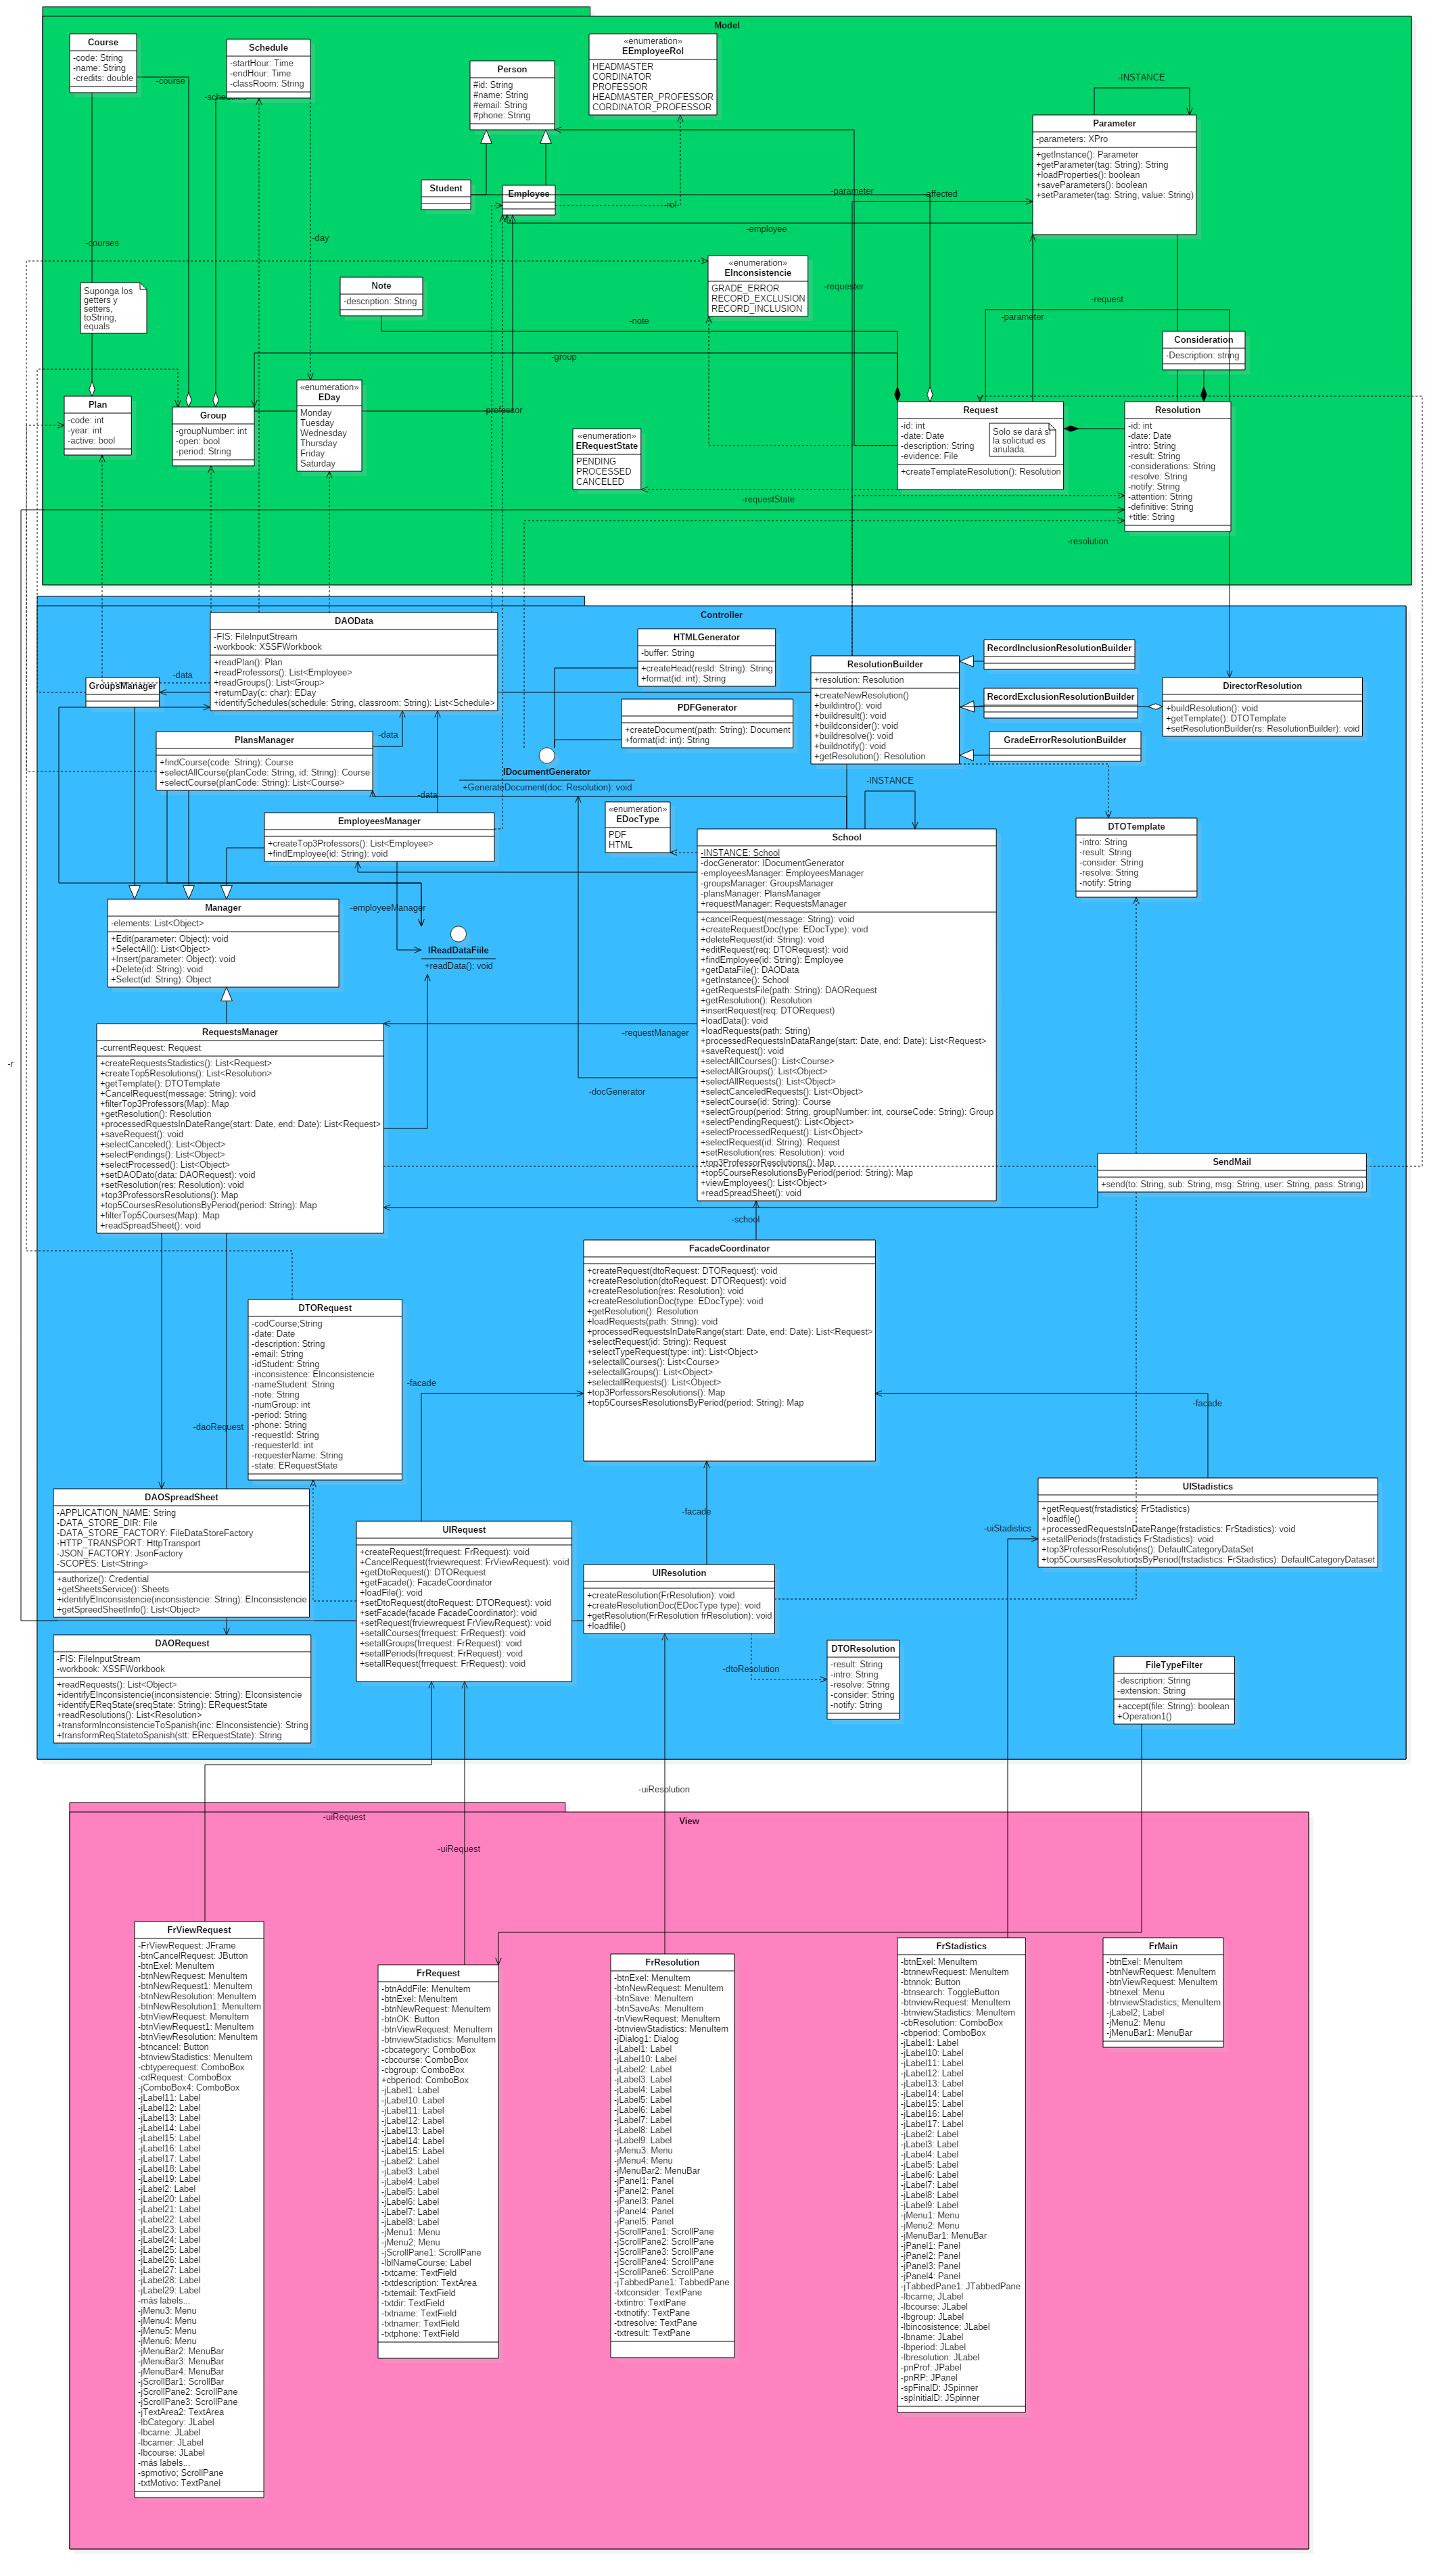 Model
Course
-code: String
-name: String
-credits: double
Schedule
-startHour: Time
-endHour: Time
-classRoom: String
Person
#id: String
#name: String
#email: String
#phone: String
«enumeration»
EEmployeeRol
HEADMASTER
CORDINATOR
PROFESSOR
HEADMASTER_PROFESSOR
CORDINATOR_PROFESSOR
-INSTANCE
Parameter
-parameters: XPro
+getInstance(): Parameter
+getParameter(tag: String): String
+loadProperties(): boolean
+saveParameters(): boolean
+setParameter(tag: String, value: String)
-course
Student
Employee
-rol
-parameter
-affected
-employee
-courses
-day
Suponga los
getters y
setters,
toString,
equals
Note
-description: String
«enumeration»
EInconsistencie
GRADE_ERROR
RECORD_EXCLUSION
RECORD_INCLUSION
-requester
-request
-parameter
-note
-group
Consideration
-Description: string
Plan
-code: int
-year: int
-active: bool
Group
-groupNumber: int
-open: bool
-period: String
«enumeration»
EDay
Monday
Tuesday
Wednesday
Thursday
Friday
Saturday
-professor
«enumeration»
ERequestState
PENDING
PROCESSED
CANCELED
Request
-id: int
-date: Date
-description: String
-evidence: File
+createTemplateResolution(): Resolution
Solo se dará si
la solicitud es
anulada.
Resolution
-id: int
-date: Date
-intro: String
-result: String
-considerations: String
-resolve: String
-notify: String
-attention: String
-definitive: String
+title: String
-requestState
-resolution
Controller
DAOData
-FIS: FileInputStream
-workbook: XSSFWorkbook
+readPlan(): Plan
+readProfessors(): List<Employee>
+readGroups(): List<Group>
+returnDay(c: char): EDay
+identifySchedules(schedule: String, classroom: String): List<Schedule>
-data
GroupsManager
HTMLGenerator
-buffer: String
+createHead(resId: String): String
+format(id: int): String
PDFGenerator
+createDocument(path: String): Document
+format(id: int): String
ResolutionBuilder
+resolution: Resolution
+createNewResolution()
+buildintro(): void
+buildresult(): void
+buildconsider(): void
+buildresolve(): void
+buildnotify(): void
+getResolution(): Resolution
RecordInclusionResolutionBuilder
RecordExclusionResolutionBuilder
GradeErrorResolutionBuilder
DirectorResolution
+buildResolution(): void
+getTemplate(): DTOTemplate
+setResolutionBuilder(rs: ResolutionBuilder): void
PlansManager
+findCourse(code: String): Course
+selectAllCourse(planCode: String, id: String): Course
+selectCourse(planCode: String): List<Course>
-data
-data
IDocumentGenerator
+GenerateDocument(doc: Resolution): void
-INSTANCE
EmployeesManager
+createTop3Professors(): List<Employee>
+findEmployee(id: String): void
«enumeration»
EDocType
PDF
HTML
School
-INSTANCE: School
-docGenerator: IDocumentGenerator
-employeesManager: EmployeesManager
-groupsManager: GroupsManager
-plansManager: PlansManager
+requestManager: RequestsManager
+cancelRequest(message: String): void
+createRequestDoc(type: EDocType): void
+deleteRequest(id: String): void
+editRequest(req: DTORequest): void
+findEmployee(id: String): Employee
+getDataFile(): DAOData
+getInstance(): School
+getRequestsFile(path: String): DAORequest
+getResolution(): Resolution
+insertRequest(req: DTORequest)
+loadData(): void
+loadRequests(path: String)
+processedRequestsInDataRange(start: Date, end: Date): List<Request>
+saveRequest(): void
+selectAllCourses(): List<Course>
+selectAllGroups(): List<Object>
+selectAllRequests(): List<Object>
+selectCanceledRequests(): List<Object>
+selectCourse(id: String): Course
+selectGroup(period: String, groupNumber: int, courseCode: String): Group
+selectPendingRequest(): List<Object>
+selectProcessedRequest(): List<Object>
+selectRequest(id: String): Request
+setResolution(res: Resolution): void
+top3ProfessorResolutions(): Map
+top5CourseResolutionsByPeriod(period: String): Map
+viewEmployees(): List<Object>
+readSpreadSheet(): void
DTOTemplate
-intro: String
-result: String
-consider: String
-resolve: String
-notify: String
Manager
-elements: List<Object>
+Edit(parameter: Object): void
+SelectAll(): List<Object>
+Insert(parameter: Object): void
+Delete(id: String): void
+Select(id: String): Object
-employeeManager
IReadDataFiile
+readData(): void
RequestsManager
-currentRequest: Request
+createRequestsStadistics(): List<Request>
+createTop5Resolutions(): List<Resolution>
+getTemplate(): DTOTemplate
+CancelRequest(message: String): void
+filterTop3Professors(Map): Map
+getResolution(): Resolution
+processedRquestsInDateRange(start: Date, end: Date): List<Request>
+saveRequest(): void
+selectCanceled(): List<Object>
+selectPendings(): List<Object>
+selectProcessed(): List<Object>
+setDAODato(data: DAORequest): void
+setResolution(res: Resolution): void
+top3ProfessorsResolutions(): Map
+top5CoursesResolutionsByPeriod(period: String): Map
+filterTop5Courses(Map): Map
+readSpreadSheet(): void
-requestManager
-docGenerator
-r
SendMail
+send(to: String, sub: String, msg: String, user: String, pass: String)
-school
FacadeCoordinator
+createRequest(dtoRequest: DTORequest): void
+createResolution(dtoRequest: DTORequest): void
+createResolution(res: Resolution): void
+createResolutionDoc(type: EDocType): void
+getResolution(): Resolution
+loadRequests(path: String): void
+processedRequestsInDateRange(start: Date, end: Date): List<Request>
+selectRequest(id: String): Request
+selectTypeRequest(type: int): List<Object>
+selectallCourses(): List<Course>
+selectallGroups(): List<Object>
+selectallRequests(): List<Object>
+top3PorfessorsResolutions(): Map
+top5CoursesResolutionsByPeriod(period: String): Map
DTORequest
-codCourse;String
-date: Date
-description: String
-email: String
-idStudent: String
-inconsistence: EInconsistencie
-nameStudent: String
-note: String
-numGroup: int
-period: String
-phone: String
-requestId: String
-requesterId: int
-requesterName: String
-state: ERequestState
-facade
-facade
-daoRequest
DAOSpreadSheet
-APPLICATION_NAME: String
-DATA_STORE_DIR: File
-DATA_STORE_FACTORY: FileDataStoreFactory
-HTTP_TRANSPORT: HttpTransport
-JSON_FACTORY: JsonFactory
-SCOPES: List<String>
+authorize(): Credential
+getSheetsService(): Sheets
+identifyEInconsistencie(inconsistencie: String): EInconsistencie
+getSpreedSheetInfo(): List<Object>
UIRequest
+createRequest(frrequest: FrRequest): void
+CancelRequest(frviewrequest: FrViewRequest): void
+getDtoRequest(): DTORequest
+getFacade(): FacadeCoordinator
+loadFile(): void
+setDtoRequest(dtoRequest: DTORequest): void
+setFacade(facade FacadeCoordinator): void
+setRequest(frviewrequest FrViewRequest): void
+setallCourses(frrequest: FrRequest): void
+setallGroups(frrequest: FrRequest): void
+setallPeriods(frrequest: FrRequest): void
+setallRequest(frrequest: FrRequest): void
-facade
UIResolution
+createResolution(FrResolution): void
+createResolutionDoc(EDocType type): void
+getResolution(FrResolution frResolution): void
+loadfile()
-uiStadistics
UIStadistics
+getRequest(frstadistics: FrStadistics)
+loadfile()
+processedRequestsInDateRange(frstadistics: FrStadistics): void
+setallPeriods(frstadistics FrStadistics): void
+top3ProfessorResolutions(): DefaultCategoryDataSet
+top5CoursesResolutionsByPeriod(frstadistics: FrStadistics): DefaultCategoryDataset
DAORequest
-FIS: FileInputStream
-workbook: XSSFWorkbook
+readRequests(): List<Object>
+identifyEInconsistencie(inconsistencie: String): EIconsistencie
+identifyEReqState(sreqState: String): ERequestState
+readResolutions(): List<Resolution>
+transformInconsistencieToSpanish(inc: EInconsistencie): String
+transformReqStatetoSpanish(stt: ERequestState): String
-dtoResolution
DTOResolution
-result: String
-intro: String
-resolve: String
-consider: String
-notify: String
FileTypeFilter
-description: String
-extension: String
+accept(file: String): boolean
+Operation1()
-uiResolution
-uiRequest
-uiRequest
View
FrViewRequest
-FrViewRequest: JFrame
-btnCancelRequest: JButton
-btnExel: MenuItem
-btnNewRequest: MenuItem
-btnNewRequest1: MenuItem
-btnNewResolution: MenuItem
-btnNewResolution1: MenuItem
-btnViewRequest: MenuItem
-btnViewRequest1: MenuItem
-btnViewResolution: MenuItem
-btncancel: Button
-btnviewStadistics: MenuItem
-cbtyperequest: ComboBox
-cdRequest: ComboBox
-jComboBox4: ComboBox
-jLabel11: Label
-jLabel12: Label
-jLabel13: Label
-jLabel14: Label
-jLabel15: Label
-jLabel16: Label
-jLabel17: Label
-jLabel18: Label
-jLabel19: Label
-jLabel2: Label
-jLabel20: Label
-jLabel21: Label
-jLabel22: Label
-jLabel23: Label
-jLabel24: Label
-jLabel25: Label
-jLabel26: Label
-jLabel27: Label
-jLabel28: Label
-jLabel29: Label
-más labels...
-jMenu3: Menu
-jMenu4: Menu
-jMenu5: Menu
-jMenu6: Menu
-jMenuBar2: MenuBar
-jMenuBar3: MenuBar
-jMenuBar4: MenuBar
-jScrollBar1: ScrollBar
-jScrollPane2: ScrollPane
-jScrollPane3: ScrollPane
-jTextArea2: TextArea
-lbCategory: JLabel
-lbcarne: JLabel
-lbcarner: JLabel
-lbcourse: JLabel
-más labels...
-spmotivo; ScrollPane
-txtMotivo: TextPanel
FrRequest
-btnAddFile: MenuItem
-btnExel: MenuItem
-btnNewRequest: MenuItem
-btnOK: Button
-btnViewRequest: MenuItem
-btnviewStadistics: MenuItem
-cbcategory: ComboBox
-cbcourse: ComboBox
-cbgroup: ComboBox
+cbperiod: ComboBox
-jLabel1: Label
-jLabel10: Label
-jLabel11: Label
-jLabel12: Label
-jLabel13: Label
-jLabel14: Label
-jLabel15: Label
-jLabel2: Label
-jLabel3: Label
-jLabel4: Label
-jLabel5: Label
-jLabel6: Label
-jLabel7: Label
-jLabel8: Label
-jMenu1: Menu
-jMenu2; Menu
-jScrollPane1: ScrollPane
-lblNameCourse: Label
-txtcarne: TextField
-txtdescription: TextArea
-txtemail: TextField
-txtdir: TextField
-txtname: TextField
-txtnamer: TextField
-txtphone: TextField
FrResolution
-btnExel: MenuItem
-btnNewRequest: MenuItem
-btnSave: MenuItem
-btnSaveAs: MenuItem
-tnViewRequest: MenuItem
-btnviewStadistics: MenuItem
-jDialog1: Dialog
-jLabel1: Label
-jLabel10: Label
-jLabel2: Label
-jLabel3: Label
-jLabel4: Label
-jLabel5: Label
-jLabel6: Label
-jLabel7: Label
-jLabel8: Label
-jLabel9: Label
-jMenu3: Menu
-jMenu4: Menu
-jMenuBar2: MenuBar
-jPanel1: Panel
-jPanel2: Panel
-jPanel3: Panel
-jPanel4: Panel
-jPanel5: Panel
-jScrollPane1: ScrollPane
-jScrollPane2: ScrollPane
-jScrollPane3: ScrollPane
-jScrollPane4: ScrollPane
-jScrollPane6: ScrollPane
-jTabbedPane1: TabbedPane
-txtconsider: TextPane
-txtintro: TextPane
-txtnotify: TextPane
-txtresolve: TextPane
-txtresult: TextPane
FrStadistics
-btnExel: MenuItem
-btnnewRequest: MenuItem
-btnnok: Button
-btnsearch: ToggleButton
-btnviewRequest: MenuItem
-btnviewStadistics: MenuItem
-cbResolution: ComboBox
-cbperiod: ComboBox
-jLabel1: Label
-jLabel10: Label
-jLabel11: Label
-jLabel12: Label
-jLabel13: Label
-jLabel14: Label
-jLabel15: Label
-jLabel16: Label
-jLabel17: Label
-jLabel2: Label
-jLabel3: Label
-jLabel4: Label
-jLabel5: Label
-jLabel6: Label
-jLabel7: Label
-jLabel8: Label
-jLabel9: Label
-jMenu1: Menu
-jMenu2: Menu
-jMenuBar1: MenuBar
-jPanel1: Panel
-jPanel2: Panel
-jPanel3: Panel
-jPanel4: Panel
-jTabbedPane1: JTabbedPane
-lbcarne; JLabel
-lbcourse: JLabel
-lbgroup: JLabel
-lbincosistence: JLabel
-lbname: JLabel
-lbperiod: JLabel
-lbresolution: JLabel
-pnProf: JPabel
-pnRP: JPanel
-spFinalD: JSpinner
-spInitialD: JSpinner
FrMain
-btnExel: MenuItem
-btnNewRequest: MenuItem
-btnViewRequest: MenuItem
-btnexel: Menu
-btnviewStadistics; MenuItem
-jLabel2; Label
-jMenu2: Menu
-jMenuBar1: MenuBar